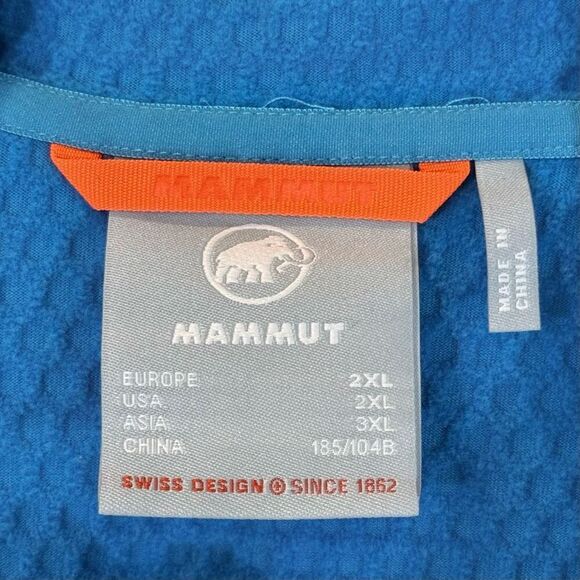 MAMMUT
MAMMUT
EUROPE 2XL
USA 2XL
ASIA 3XL
CHINA 185/104B
SWISS DESIGN SINCE 1862
MADE IN
CHINA